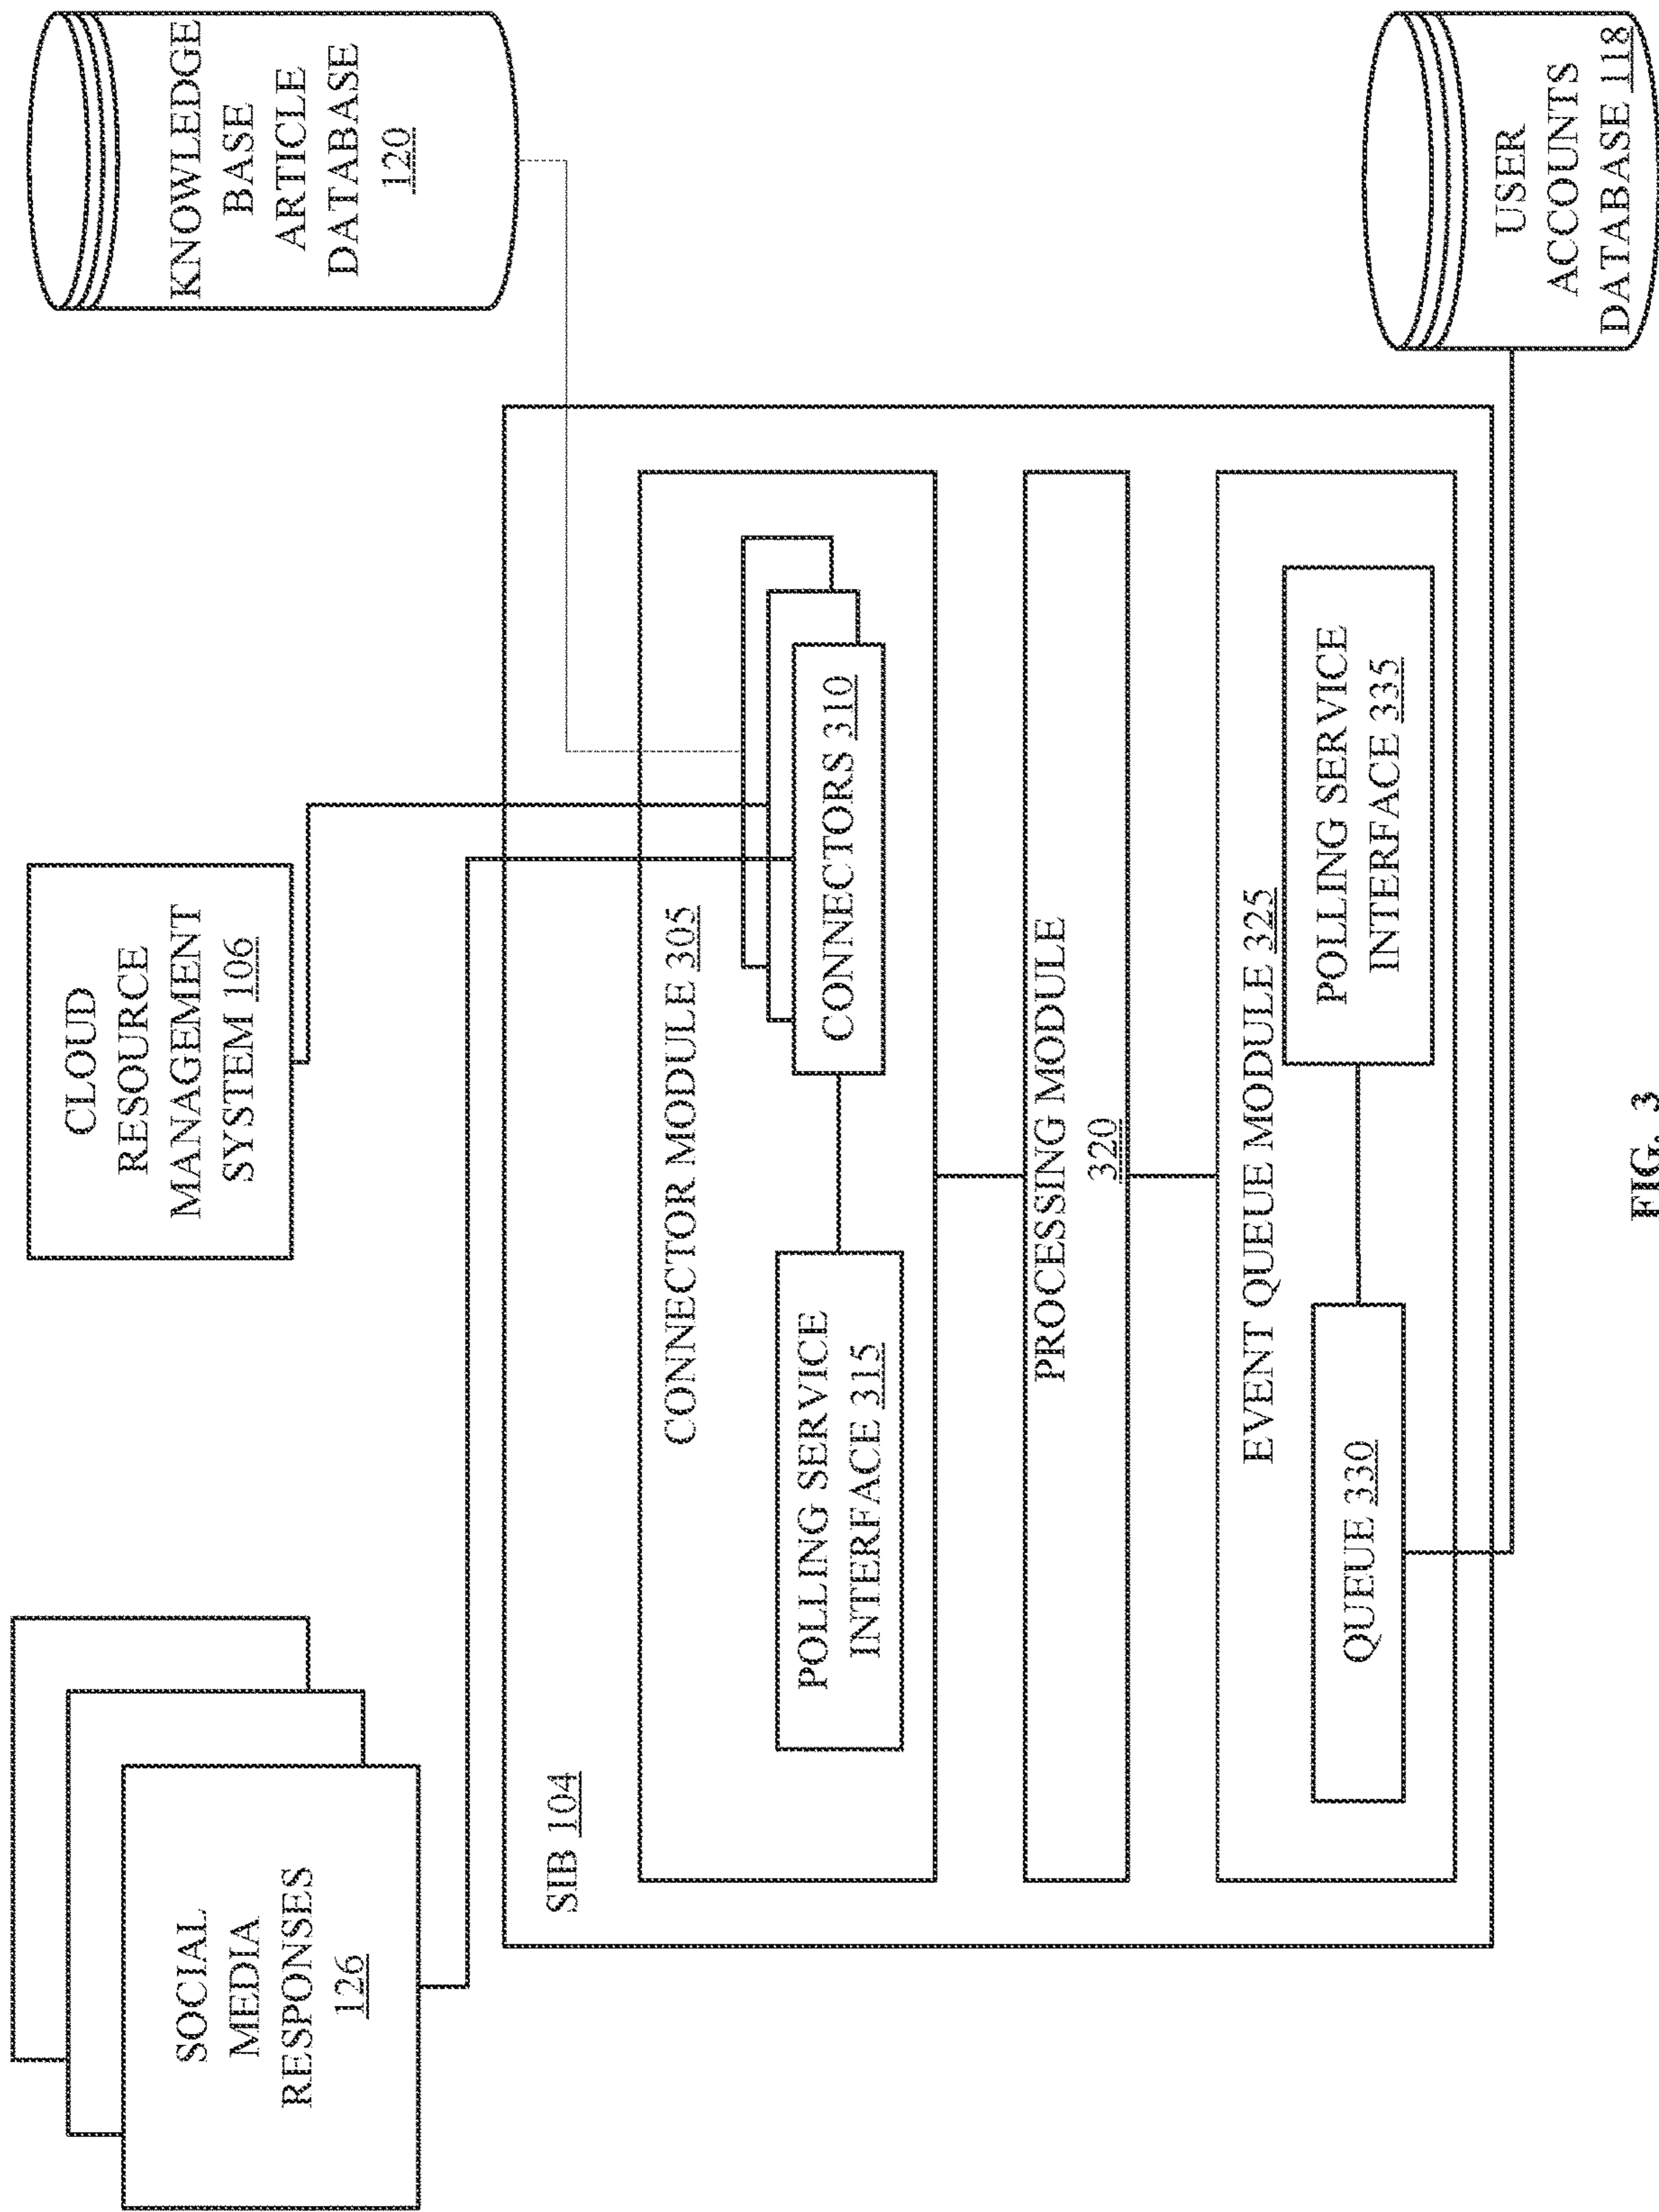 SOCIAL
MEDIA
RESPONSES
126
CLOUD
RESOURCE
MANAGEMENT
SYSTEM 106
KNOWLEDGE
BASE
ARTICLE
DATABASE
120
SIB 104
CONNECTOR MODULE 305
POLLING SERVICE
INTERFACE 315
CONNECTORS 310
PROCESSING MODULE
320
EVENT QUEUE MODULE 325
QUEUE 330
POLLING SERVICE
INTERFACE 335
USER
ACCOUNTS
DATABASE 118
FIG. 3